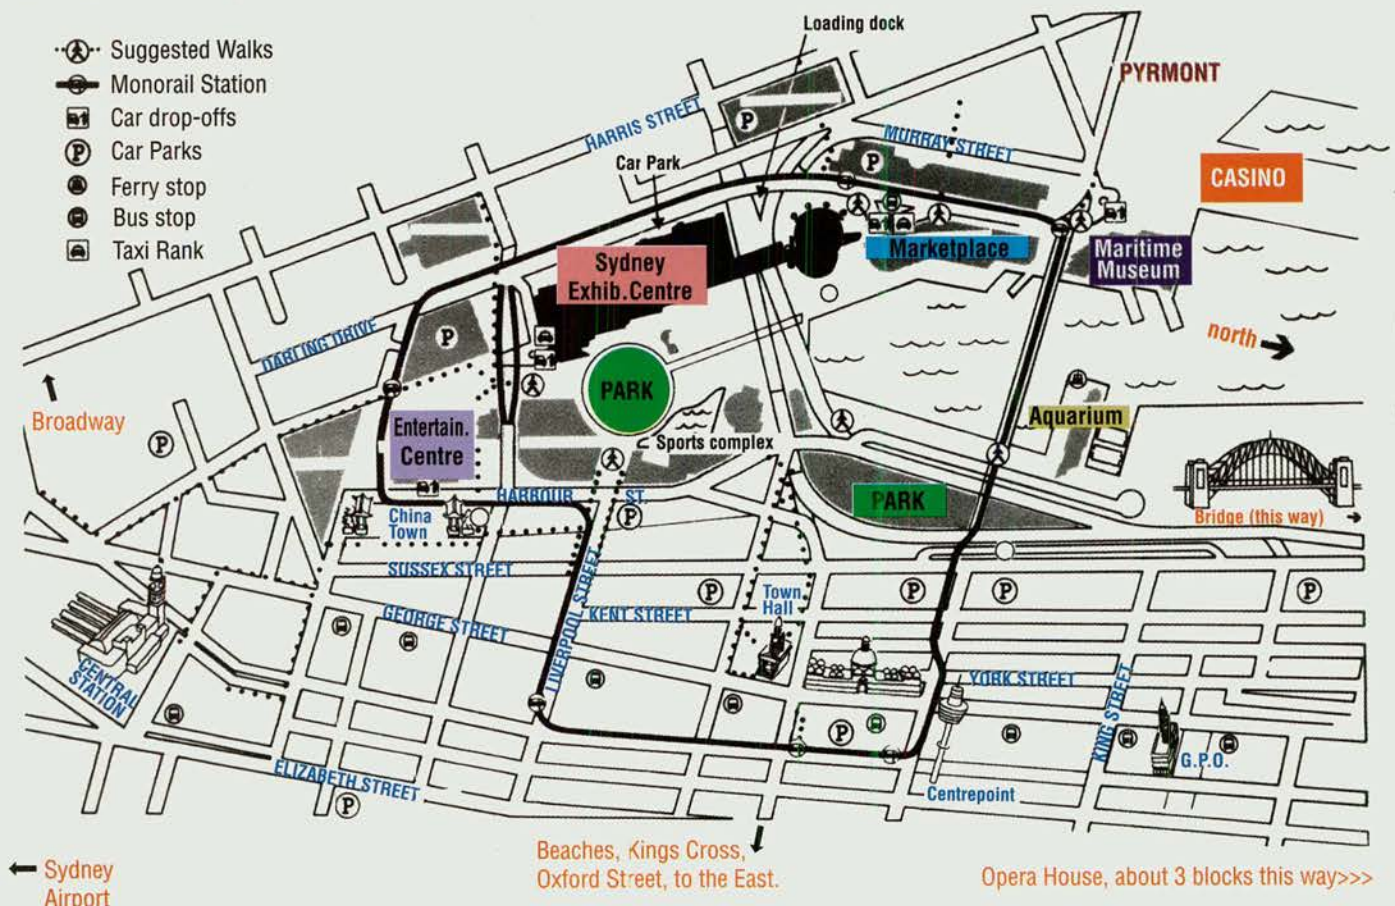 Loading dock
Suggested Walks
Monorail Station
Car drop-offs
Car Parks
Ferry stop
Bus stop
Taxi Rank
PYRMONT
HARRIS STREET
P
MURRAY STREET
Car Park
P
CASINO
Sydney
Exhib.Centre
Marketplace
Maritime
Museum
DARLING DRIVE
P
north
PARK
Broadway
P
Entertain.
Centre
Aquarium
Sports complex
HARBOUR ST.
PARK
China
Town
P
Bridge (this way)
SUSSEX STREET
LIVERPOOL STREET
P
Town
Hall
P
P
P
GEORGE STREET
KENT STREET
CENTRAL
STATION
YORK STREET
KING STREET
P
G.P.O.
ELIZABETH STREET
P
Centrepoint
Beaches, Kings Cross,
Oxford Street, to the East.
Sydney
Airport
Opera House, about 3 blocks this way>>>